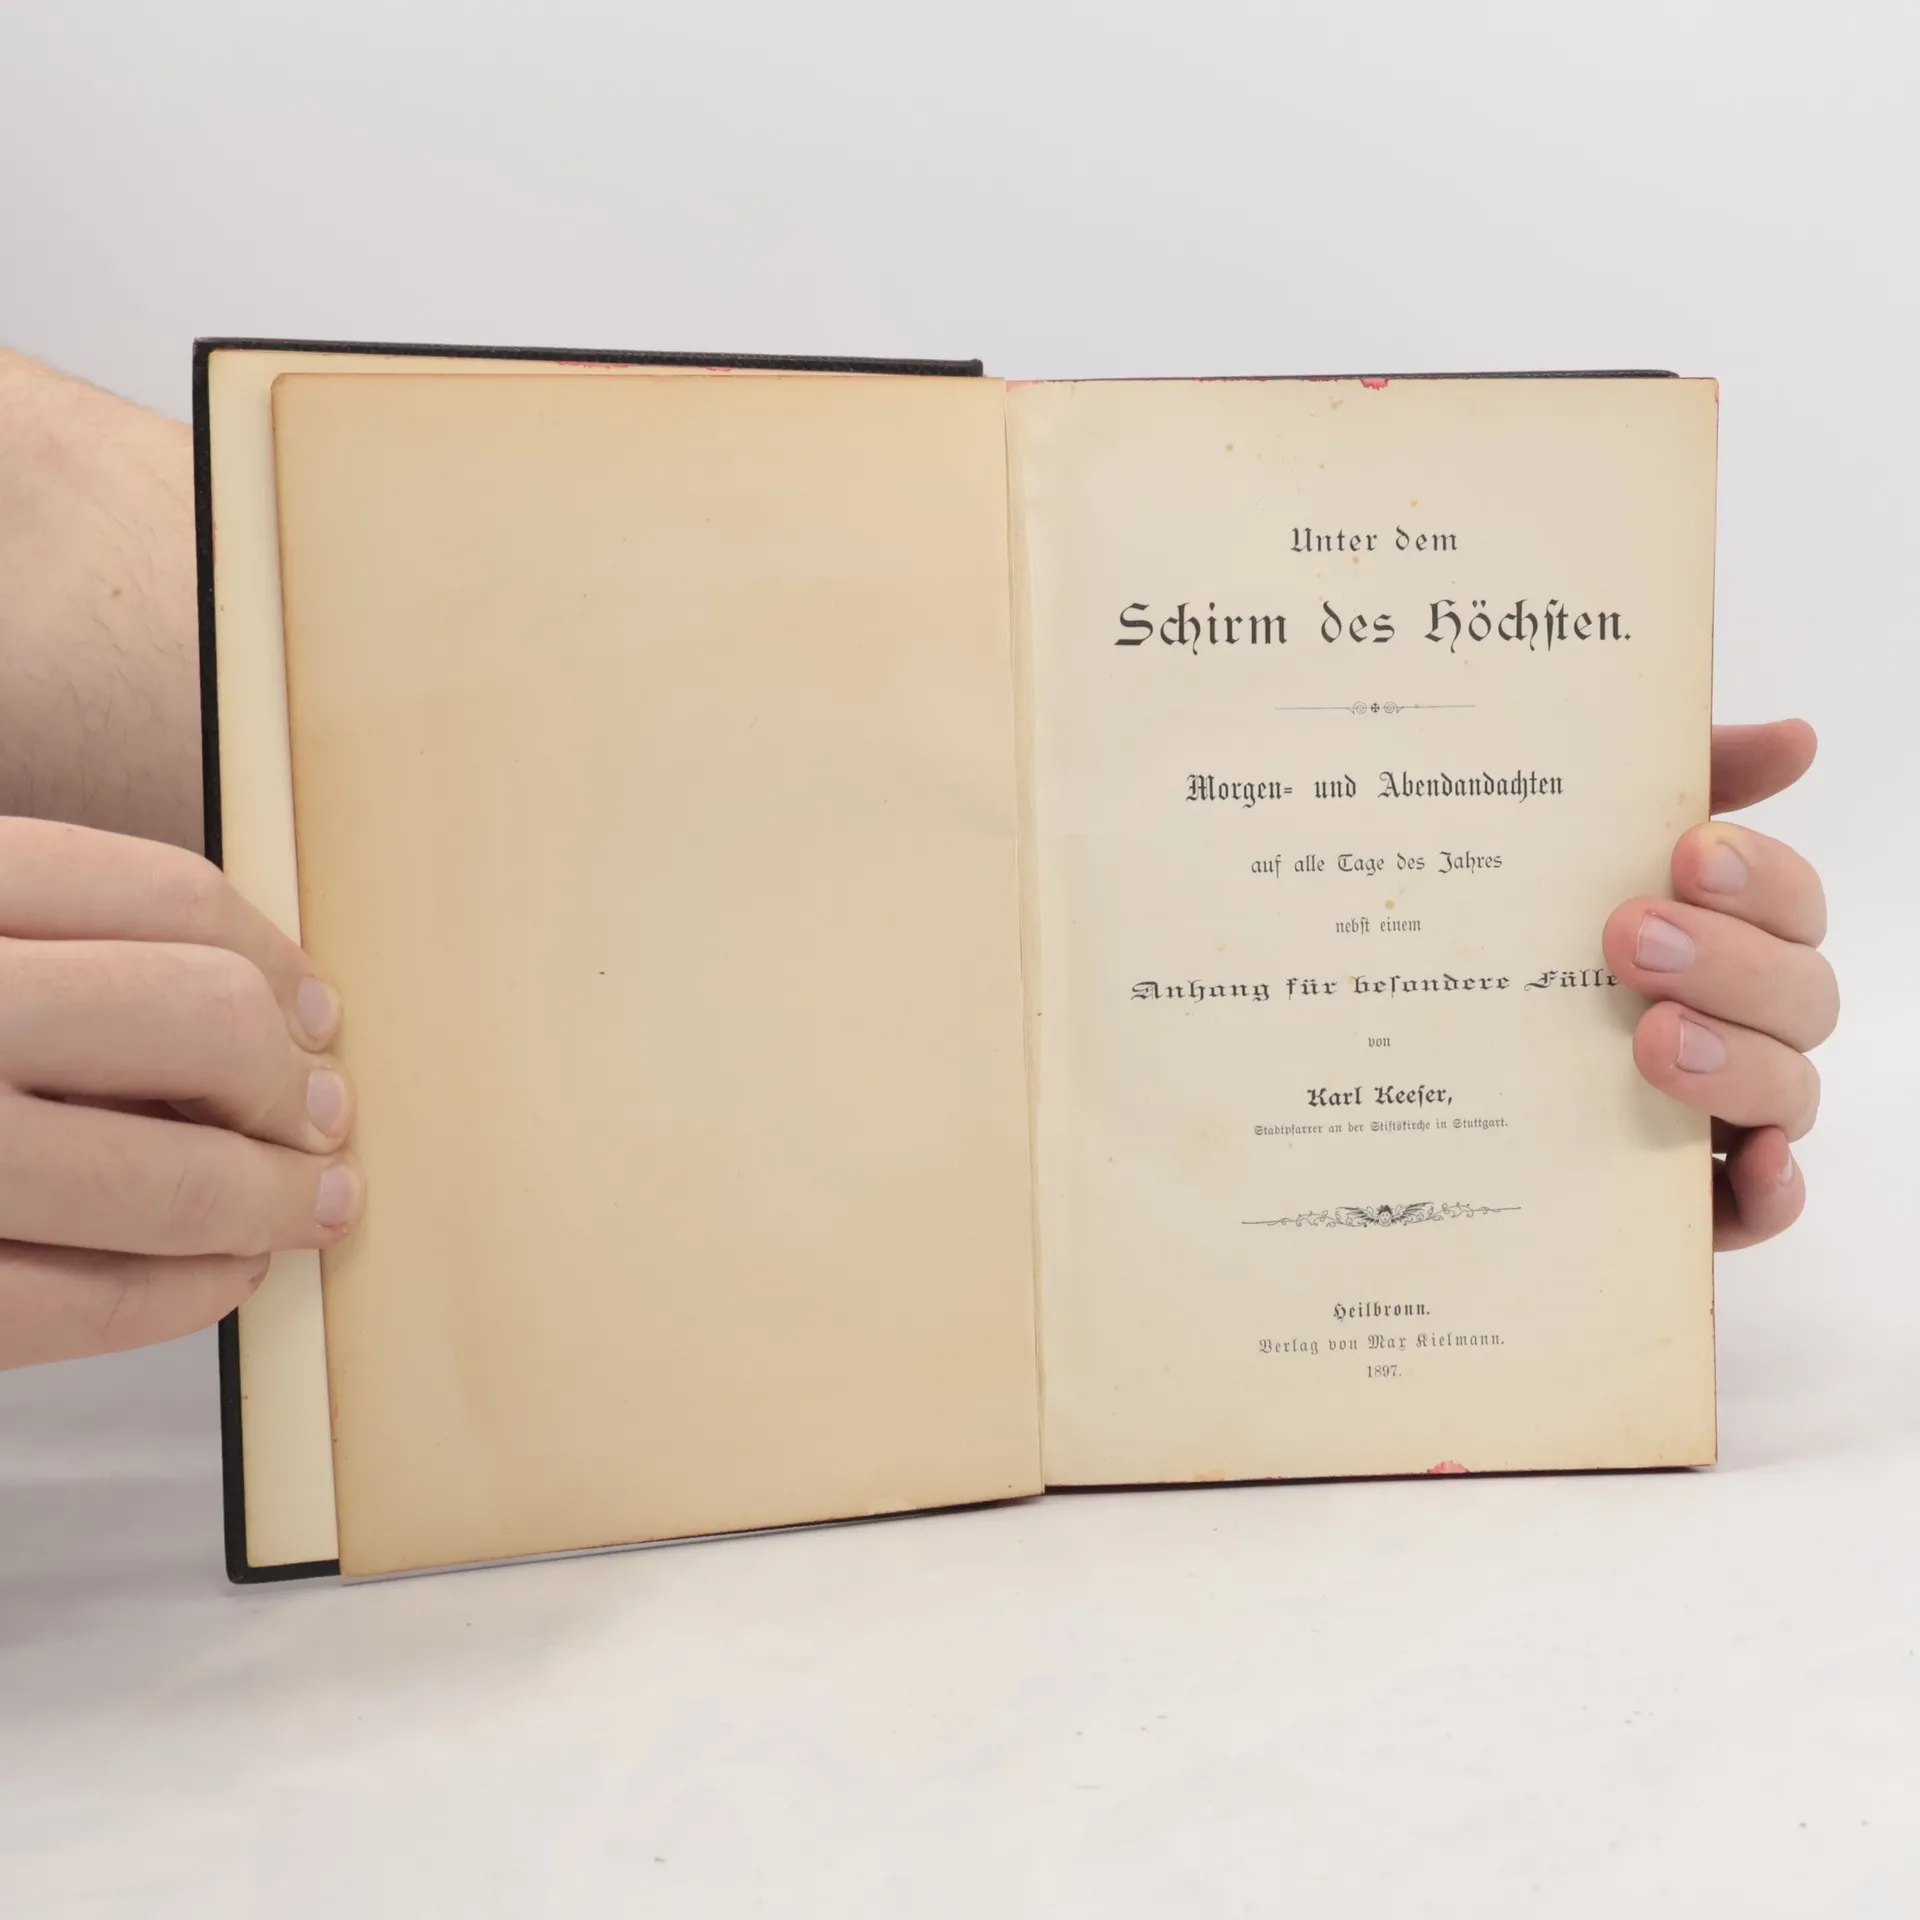 Unter dem
Schirm des Höchſten.
Morgen- und Abendandachten
auf alle Tage des Jahres
nebſt einem
Anhang für beſondere Fälle
von
Karl Keeſer,
Stadtpfarrer an der Stiftskirche in Stuttgart.
Heilbronn.
Verlag von Max Kielmann.
1897.